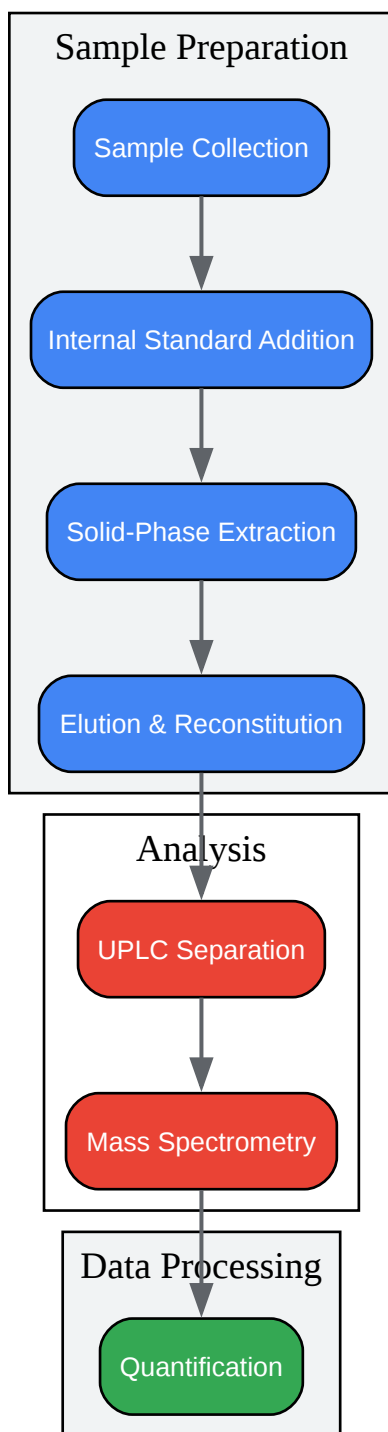 Sample Preparation
Sample Collection
Internal Standard Addition
Solid-Phase Extraction
Elution & Reconstitution
Analysis
UPLC Separation
Mass Spectrometry
Data Processing
Quantification